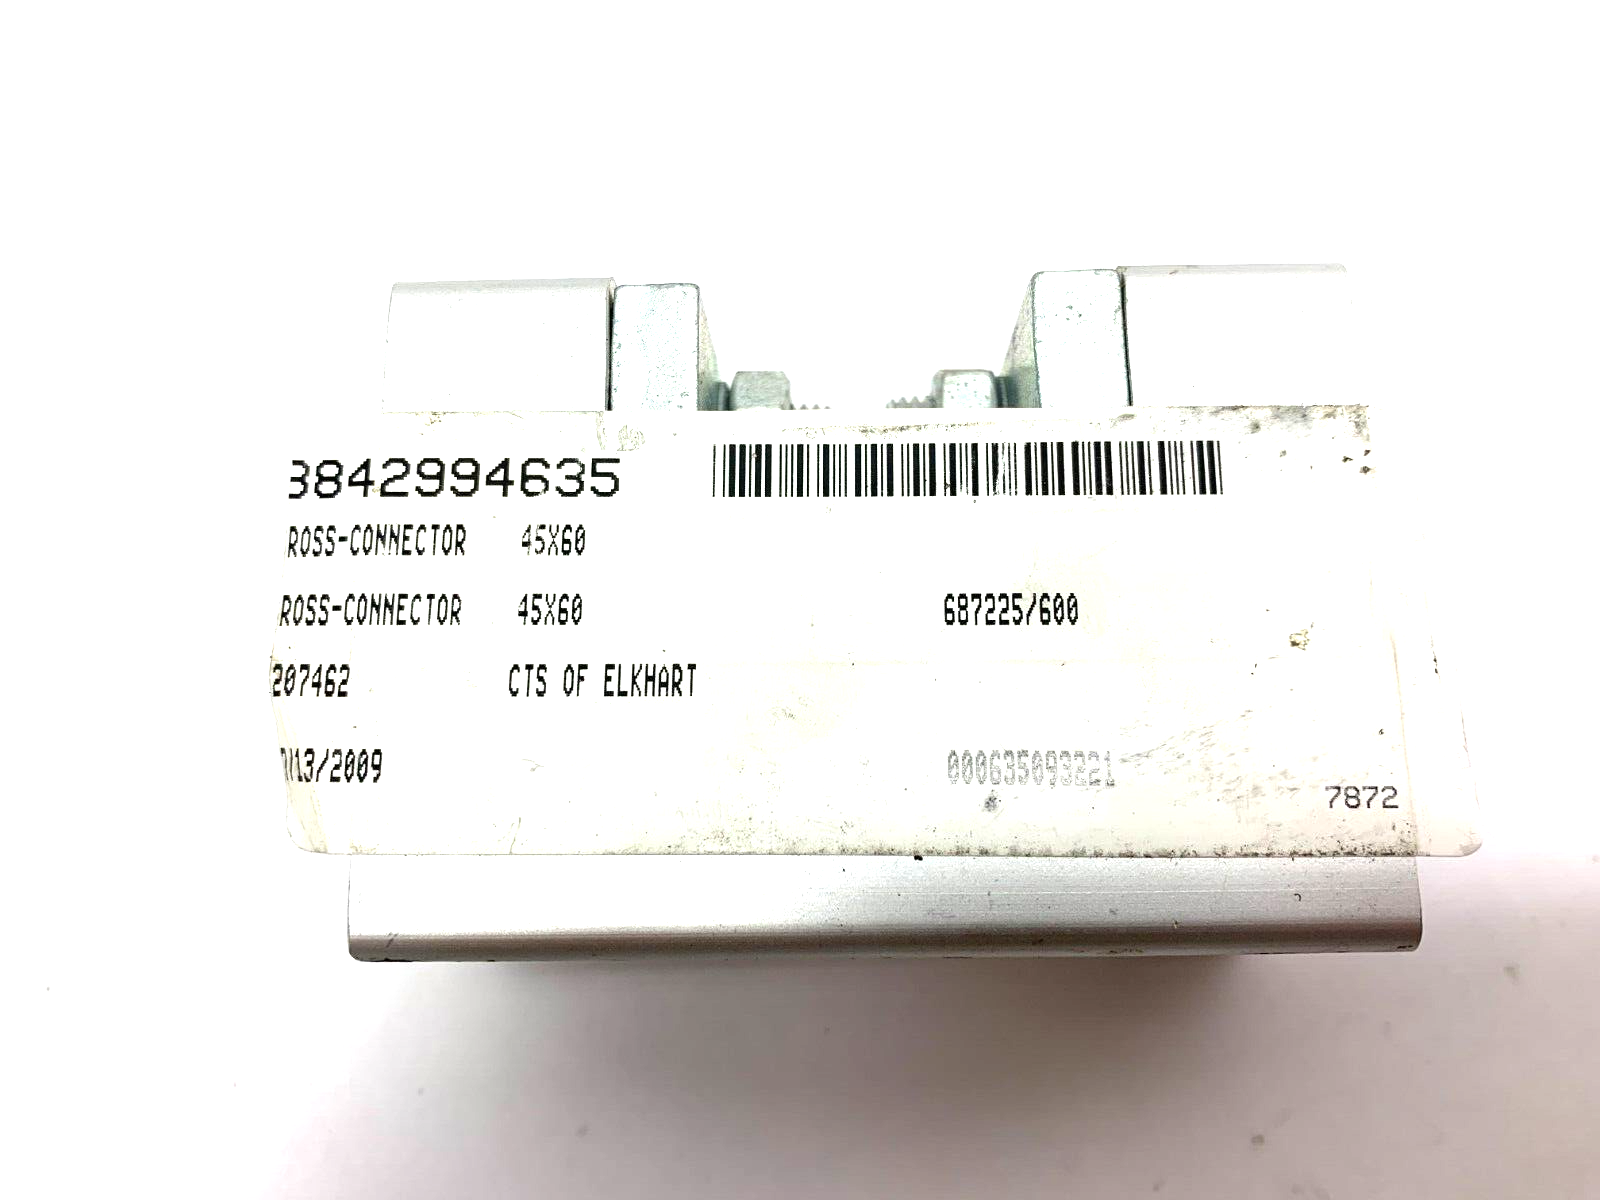 3842994635
ROSS-CONNECTOR 45X60
ROSS-CONNECTOR 45X60 687225/600
207462 CTS OF ELKHART
/13/2009 000635093221
7872